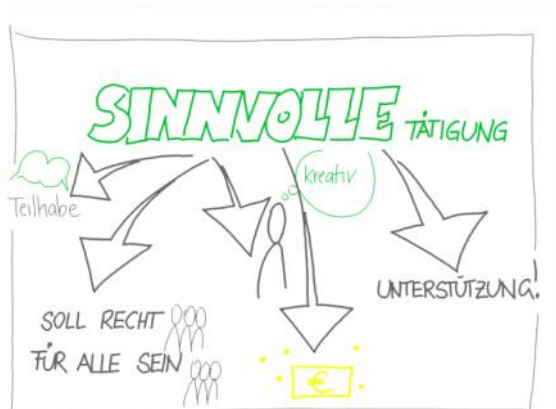 SINNVOLLE TÄTIGUNG
kreativ
Teilhabe
UNTERSTÜTZUNG!
SOLL RECHT
FÜR ALLE SEIN
€